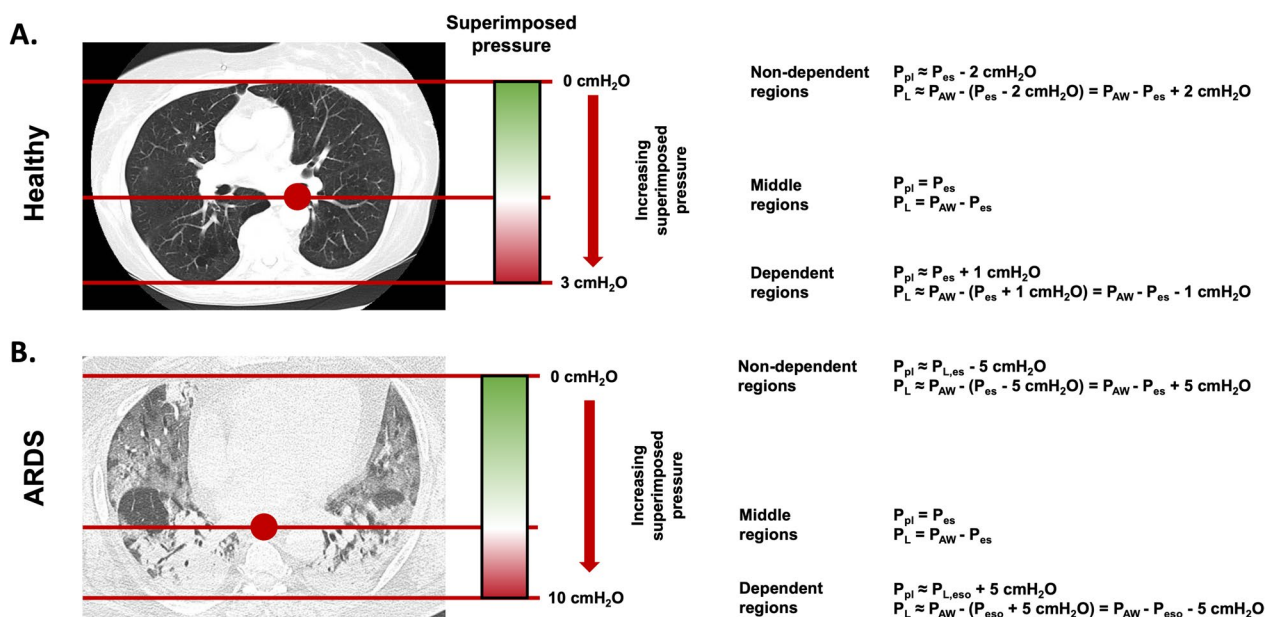 A.
Healthy
Superimposed
pressure
0 cmH₂O
Increasing
superimposed
pressure
3 cmH₂O
Non-dependent
regions
Ppl ≈ Pes - 2 cmH₂O
PL ≈ PAW - (Pes - 2 cmH₂O) = PAW - Pes + 2 cmH₂O
Middle
regions
Ppl = Pes
PL = PAW - Pes
Dependent
regions
Ppl ≈ Pes + 1 cmH₂O
PL ≈ PAW - (Pes + 1 cmH₂O) = PAW - Pes - 1 cmH₂O
B.
ARDS
0 cmH₂O
Increasing
superimposed
pressure
10 cmH₂O
Non-dependent
regions
Ppl ≈ PL,es - 5 cmH₂O
PL ≈ PAW - (Pes - 5 cmH₂O) = PAW - Pes + 5 cmH₂O
Middle
regions
Ppl = Pes
PL = PAW - Pes
Dependent
regions
Ppl ≈ PL,eso + 5 cmH₂O
PL ≈ PAW - (Peso + 5 cmH₂O) = PAW - Peso - 5 cmH₂O